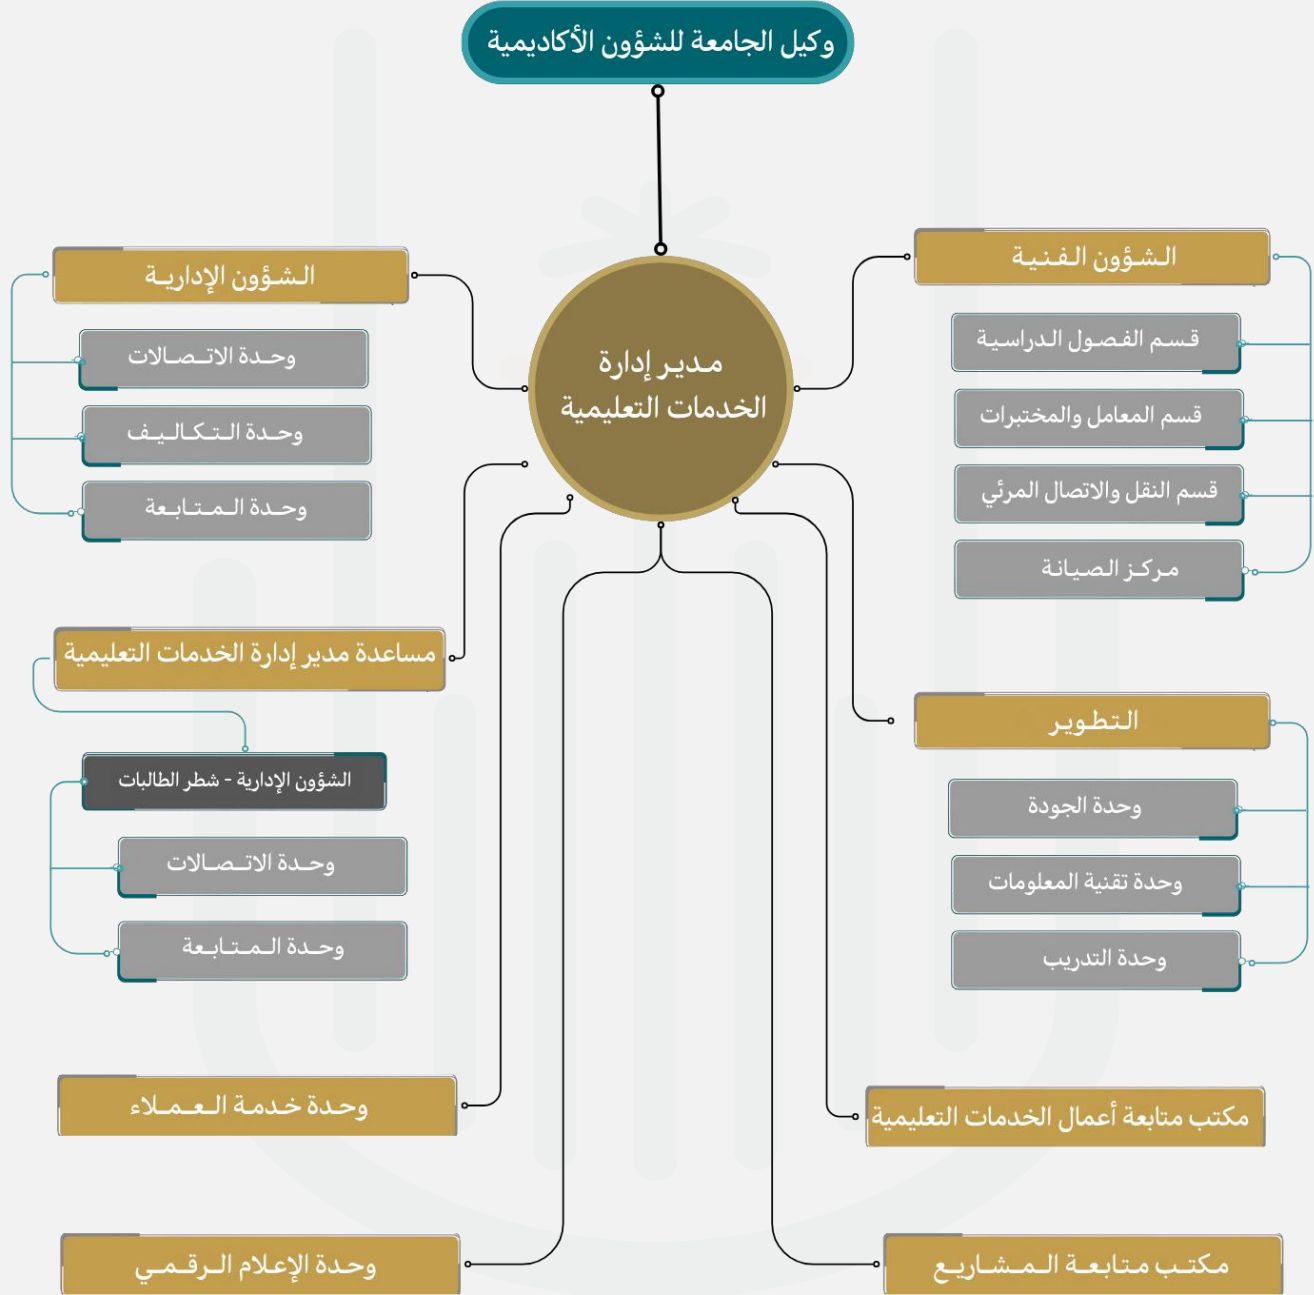 وكيل الجامعة للشؤون الأكاديمية
مدير إدارة
الخدمات التعليمية
الشؤون الفنية
قسم الفصول الدراسية
قسم المعامل والمختبرات
قسم النقل والاتصال المرئي
مركز الصيانة
التطوير
وحدة الجودة
وحدة تقنية المعلومات
وحدة التدريب
مكتب متابعة أعمال الخدمات التعليمية
مكتب متابعة المشاريع
الشؤون الإدارية
وحدة الاتصالات
وحدة التكاليف
وحدة المتابعة
مساعدة مدير إدارة الخدمات التعليمية
الشؤون الإدارية - شطر الطالبات
وحدة الاتصالات
وحدة المتابعة
وحدة خدمة العملاء
وحدة الإعلام الرقمي